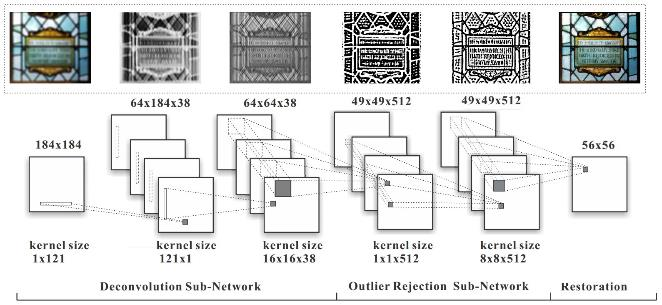 64x184x38 64x64x38 49x49x512 49x49x512
184x184 56x56
kernel size kernel size kernel size kernel size kernel size
1x121 121x1 16x16x38 1x1x512 8x8x512
Deconvolution Sub-Network Outlier Rejection Sub-Network Restoration